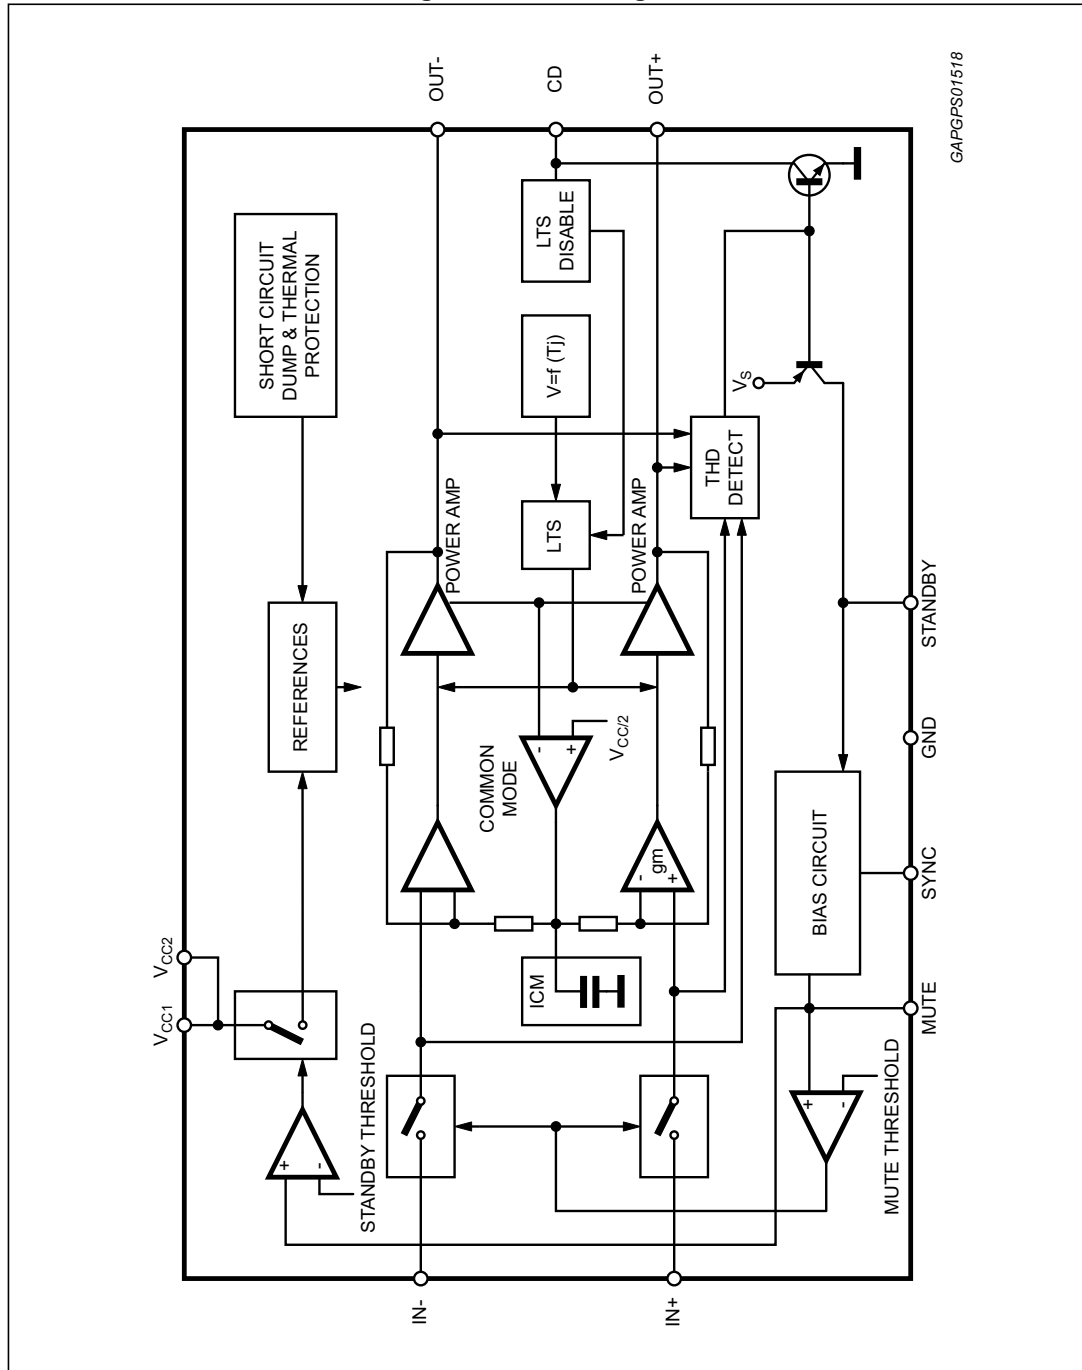 VCC1
VCC2
SHORT CIRCUIT
DUMP & THERMAL
PROTECTION
REFERENCES
+
-
STANDBY THRESHOLD
IN-
POWER AMP
OUT-
COMMON
MODE
-
+
VCC/2
LTS
V=f (Tj)
LTS
DISABLE
CD
ICM
-
gm
+
POWER AMP
OUT+
IN+
THD
DETECT
VS
BIAS CIRCUIT
+
-
MUTE THRESHOLD
MUTE
SYNC
GND
STANDBY
GAPGPS01518